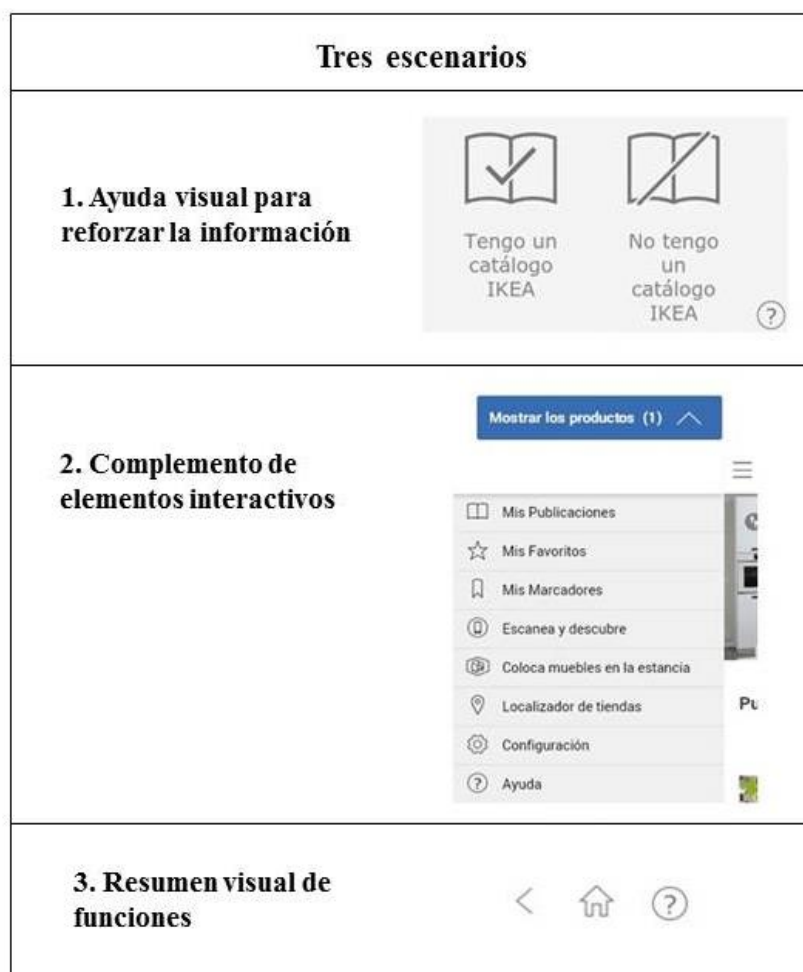 Tres escenarios
1. Ayuda visual para
reforzar la información
Tengo un
catálogo
IKEA
No tengo
un
catálogo
IKEA
?
2. Complemento de
elementos interactivos
Mostrar los productos (1)
Mis Publicaciones
Mis Favoritos
Mis Marcadores
Escanea y descubre
Coloca muebles en la estancia
Localizador de tiendas
Pu
Configuración
? Ayuda
3. Resumen visual de
funciones
?